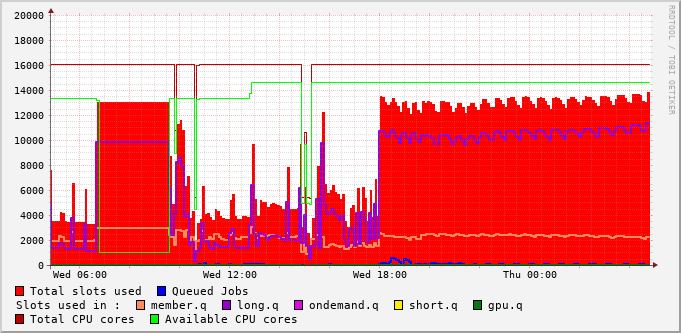 20000
18000
16000
14000
12000
10000
8000
6000
4000
2000
0
Wed 06:00 Wed 12:00 Wed 18:00 Thu 00:00
RRDTOOL / TOBI OETIKER
Total slots used Queued Jobs
Slots used in : member.q long.q ondemand.q short.q gpu.q
Total CPU cores Available CPU cores